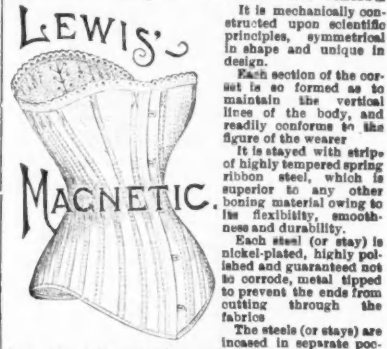 LEWIS'
MAGNETIC.
It is mechanically con-
structed upon scientific
principles, symmetrical
in shape and unique in
design.
Each section of the cor-
set is so formed as to
maintain the vertical
lines of the body, and
readily conforms to the
figure of the wearer
It is stayed with strips
of highly tempered spring
ribbon steel, which is
superior to any other
boning material owing to
its flexibility, smooth-
ness and durability.
Each steel (or stay) is
nickel-plated, highly pol-
ished and guaranteed not
to corrode, metal tipped
to prevent the ends from
cutting through the
fabrics
The steels (or stays) are
incased in separate poc-